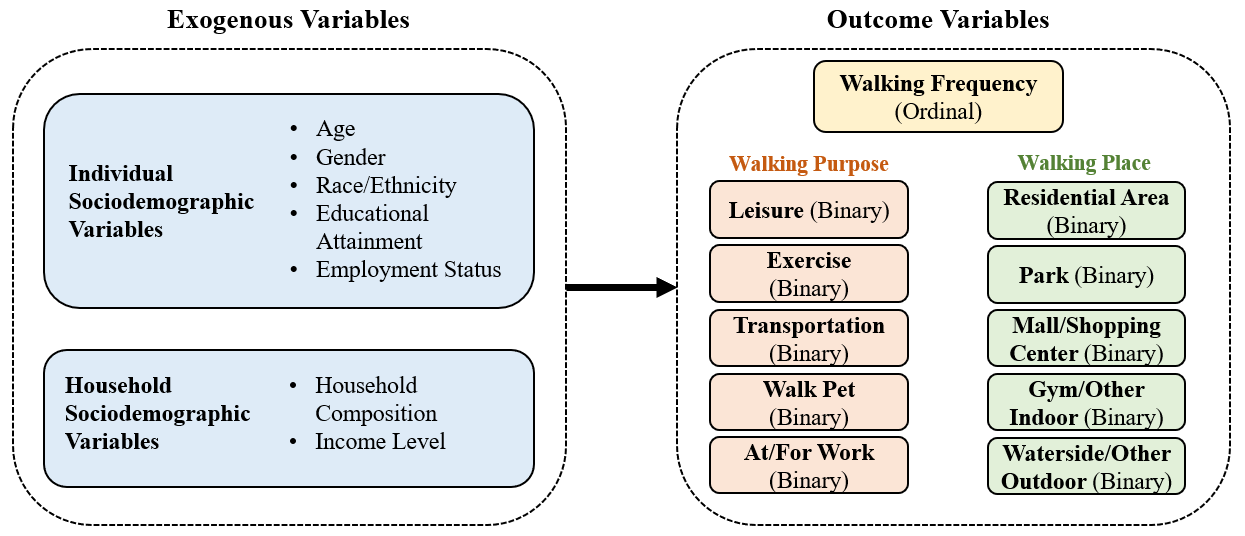 Exogenous Variables
Individual
Sociodemographic
Variables
• Age
• Gender
• Race/Ethnicity
• Educational
Attainment
• Employment Status
Household
Sociodemographic
Variables
• Household
Composition
• Income Level
Outcome Variables
Walking Frequency
(Ordinal)
Walking Purpose
Leisure (Binary)
Exercise
(Binary)
Transportation
(Binary)
Walk Pet
(Binary)
At/For Work
(Binary)
Walking Place
Residential Area
(Binary)
Park (Binary)
Mall/Shopping
Center (Binary)
Gym/Other
Indoor (Binary)
Waterside/Other
Outdoor (Binary)